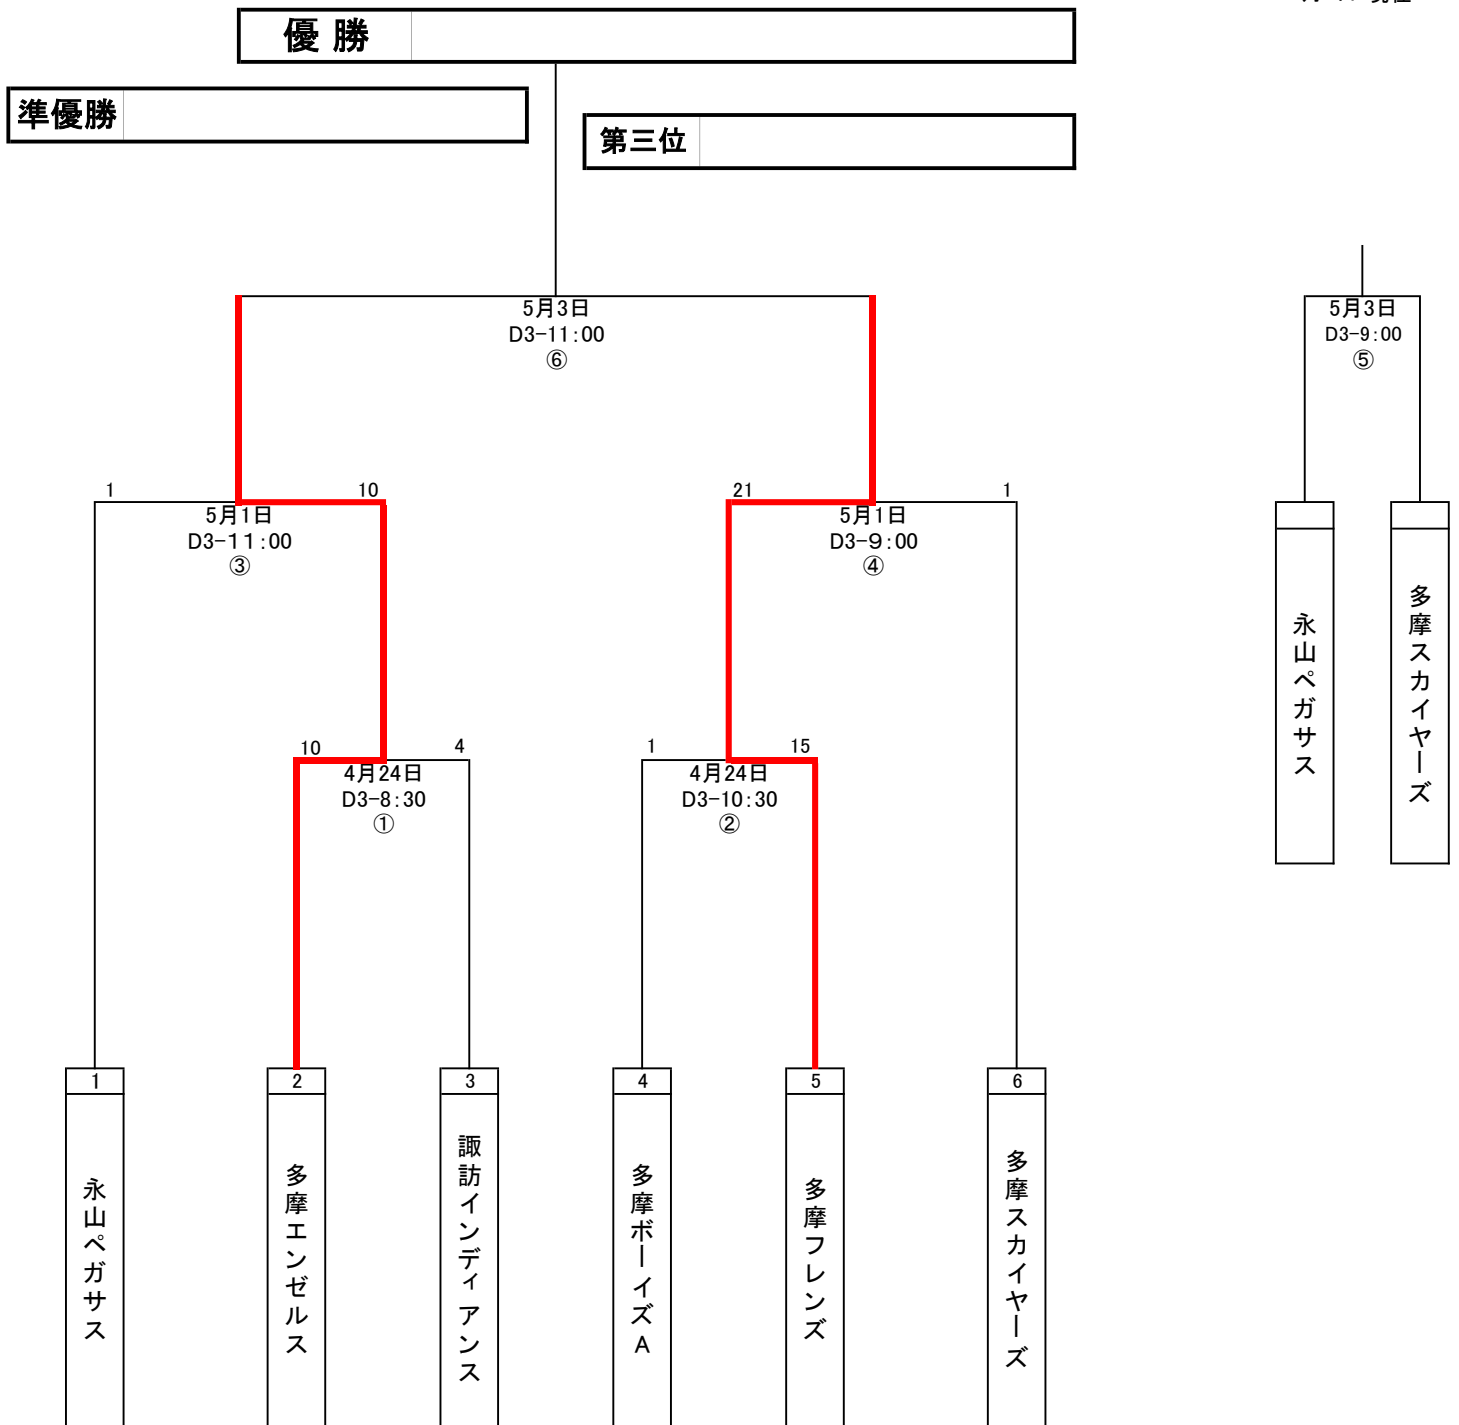 優 勝
準優勝
第三位
5月3日
D3-11:00
⑥
5月3日
D3-9:00
⑤
1
10
5月1日
D3-11:00
③
21
1
5月1日
D3-9:00
④
永山ペガサス
多摩スカイヤーズ
10
4
4月24日
D3-8:30
①
1
15
4月24日
D3-10:30
②
1
永山ペガサス
2
多摩エンゼルス
3
諏訪インディアンス
4
多摩ボーイズA
5
多摩フレンズ
6
多摩スカイヤーズ